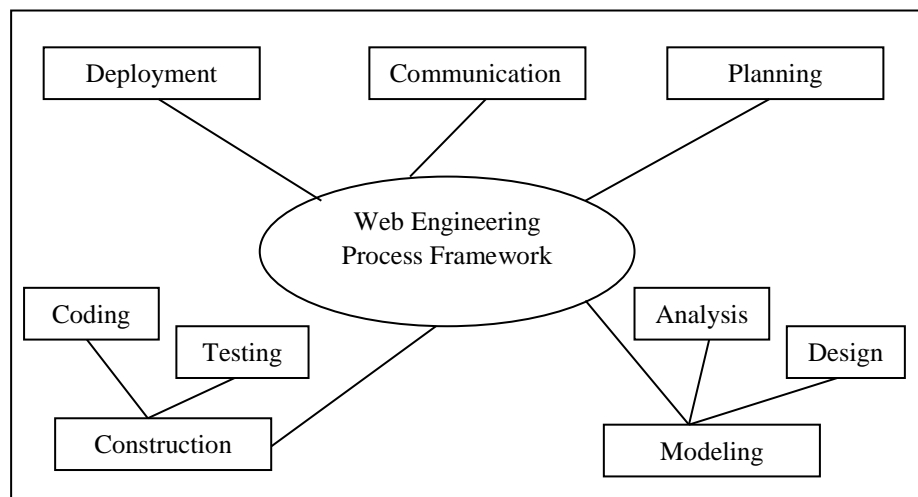 Deployment
Communication
Planning
Web Engineering
Process Framework
Coding
Analysis
Testing
Design
Construction
Modeling